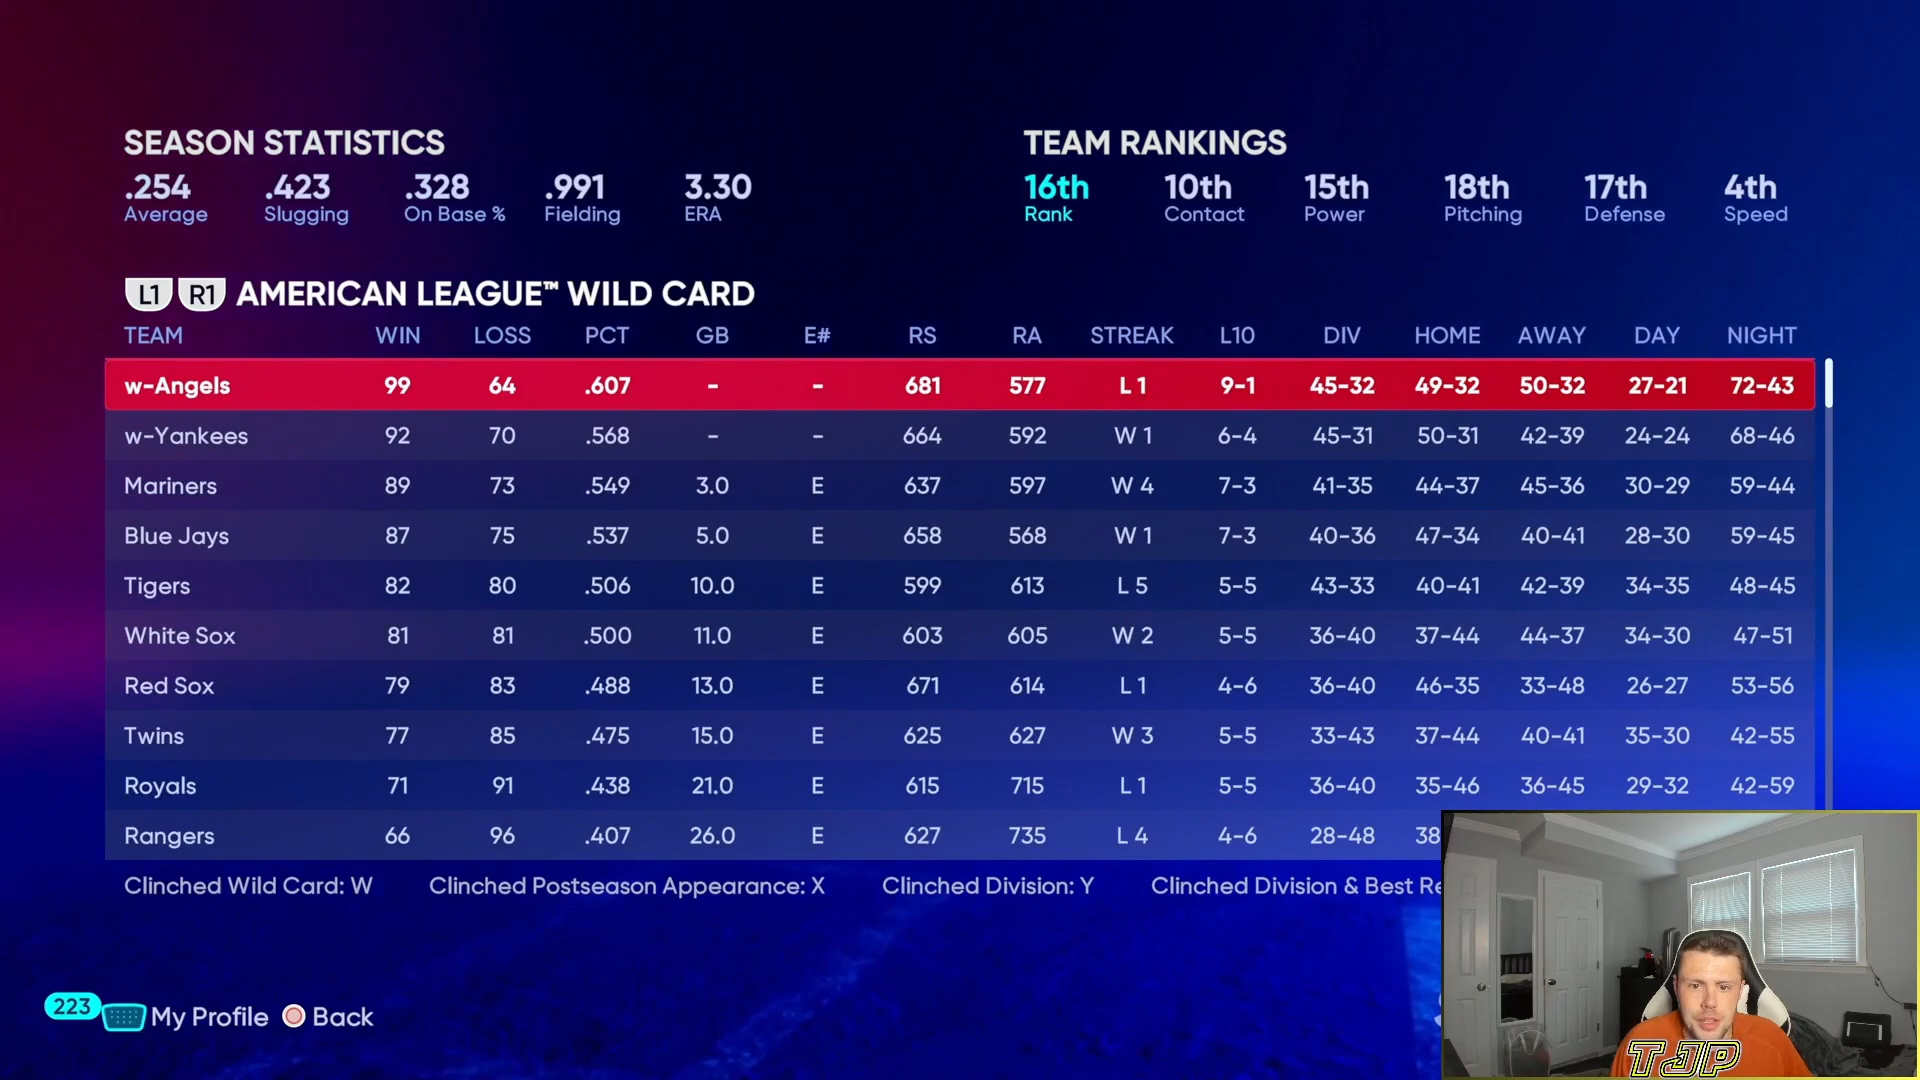 SEASON STATISTICS
.254 .423 .328 .991 3.30
Average Slugging On Base % Fielding ERA
TEAM RANKINGS
16th 10th 15th 18th 17th 4th
Rank Contact Power Pitching Defense Speed
L1 R1 AMERICAN LEAGUE™ WILD CARD
TEAM WIN LOSS PCT GB E# RS RA STREAK L10 DIV HOME AWAY DAY NIGHT
w-Angels 99 64 .607 - - 681 577 L 1 9-1 45-32 49-32 50-32 27-21 72-43
w-Yankees 92 70 .568 - - 664 592 W 1 6-4 45-31 50-31 42-39 24-24 68-46
Mariners 89 73 .549 3.0 E 637 597 W 4 7-3 41-35 44-37 45-36 30-29 59-44
Blue Jays 87 75 .537 5.0 E 658 568 W 1 7-3 40-36 47-34 40-41 28-30 59-45
Tigers 82 80 .506 10.0 E 599 613 L 5 5-5 43-33 40-41 42-39 34-35 48-45
White Sox 81 81 .500 11.0 E 603 605 W 2 5-5 36-40 37-44 44-37 34-30 47-51
Red Sox 79 83 .488 13.0 E 671 614 L 1 4-6 36-40 46-35 33-48 26-27 53-56
Twins 77 85 .475 15.0 E 625 627 W 3 5-5 33-43 37-44 40-41 35-30 42-55
Royals 71 91 .438 21.0 E 615 715 L 1 5-5 36-40 35-46 36-45 29-32 42-59
Rangers 66 96 .407 26.0 E 627 735 L 4 4-6 28-48 38
Clinched Wild Card: W Clinched Postseason Appearance: X Clinched Division: Y Clinched Division & Best Re
223 My Profile Back
TJP